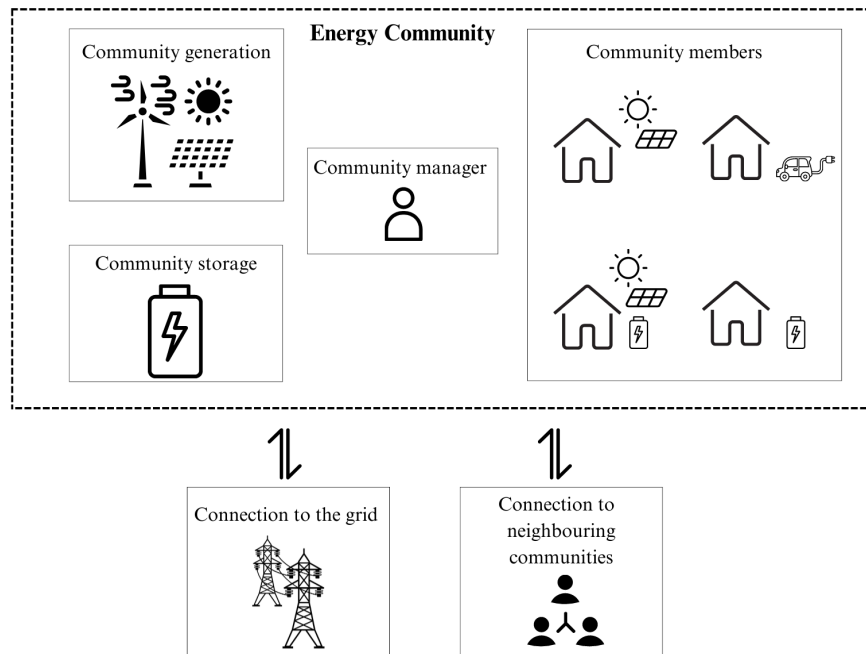 Energy Community
Community generation
Community members
Community manager
Community storage
Connection to the grid
Connection to
neighbouring
communities